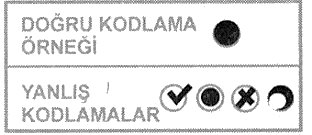 DOĞRU KODLAMA
ÖRNEĞİ
YANLIŞ
KODLAMALAR